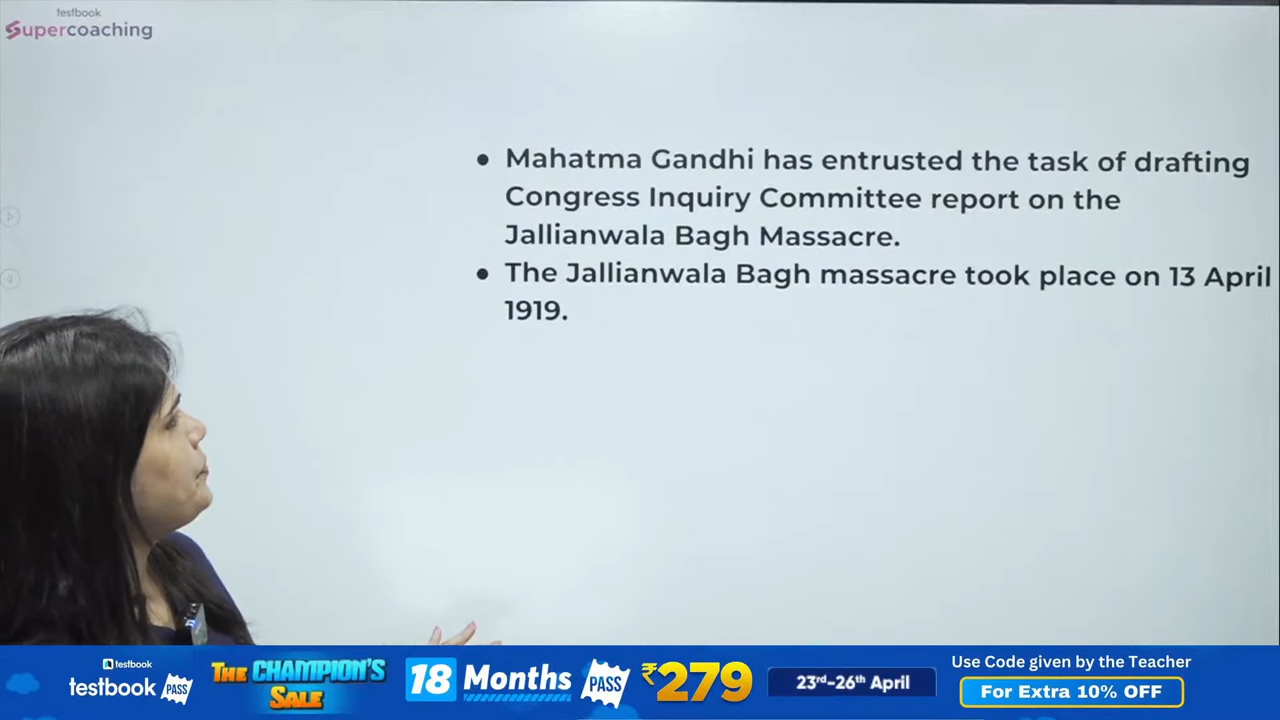 testbook
Supercoaching
• Mahatma Gandhi has entrusted the task of drafting
Congress Inquiry Committee report on the
Jallianwala Bagh Massacre.
• The Jallianwala Bagh massacre took place on 13 April
1919.
testbook
testbook PASS
THE CHAMPION'S
SALE
18 Months PASS ₹279
23rd-26th April
Use Code given by the Teacher
For Extra 10% OFF